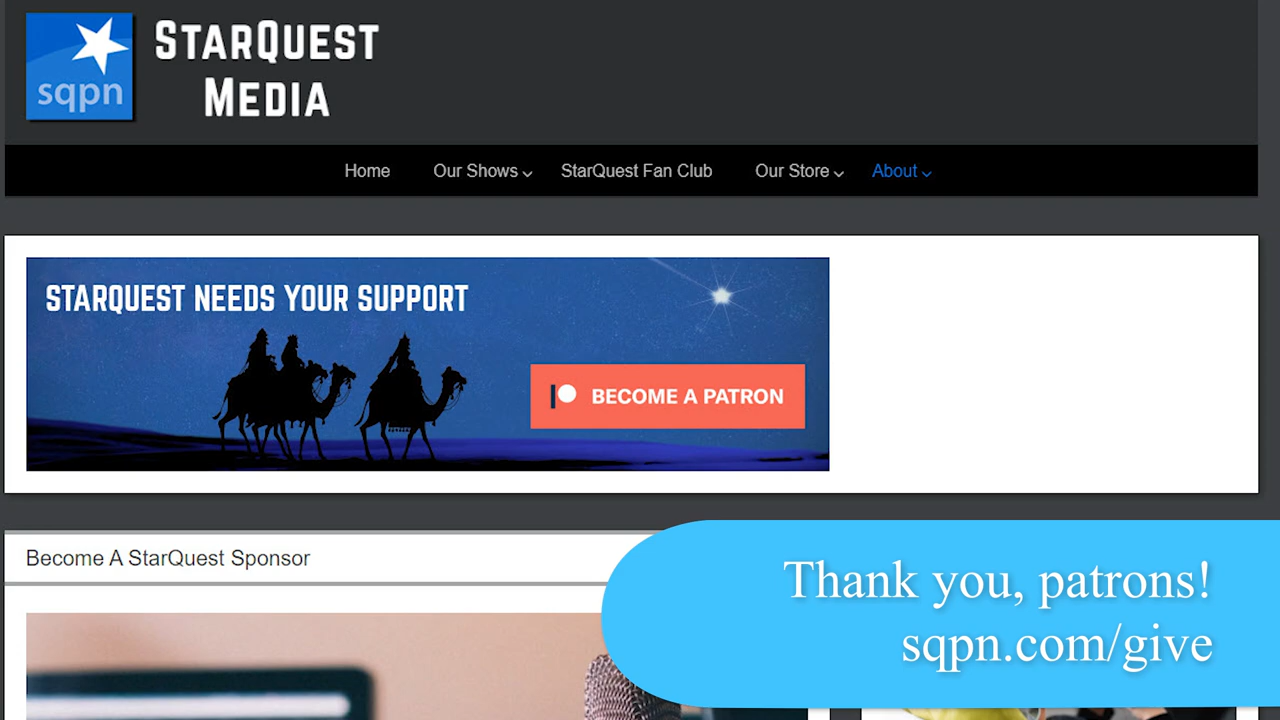 sqpn
STARQUEST
MEDIA
Home Our Shows StarQuest Fan Club Our Store About
STARQUEST NEEDS YOUR SUPPORT
BECOME A PATRON
Become A StarQuest Sponsor
Thank you, patrons!
sqpn.com/give